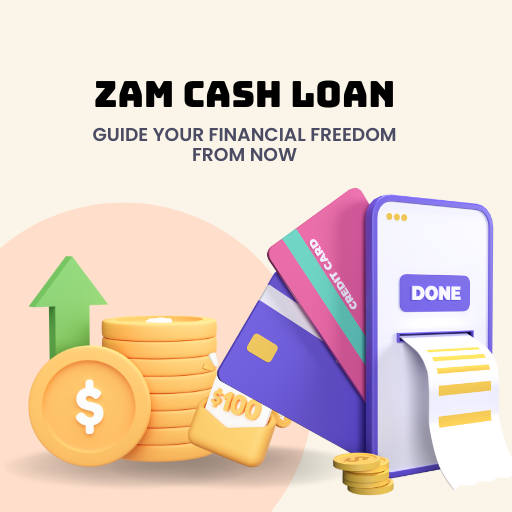 ZAM CASH LOAN
GUIDE YOUR FINANCIAL FREEDOM
FROM NOW
CREDIT CARD
DONE
$
$100